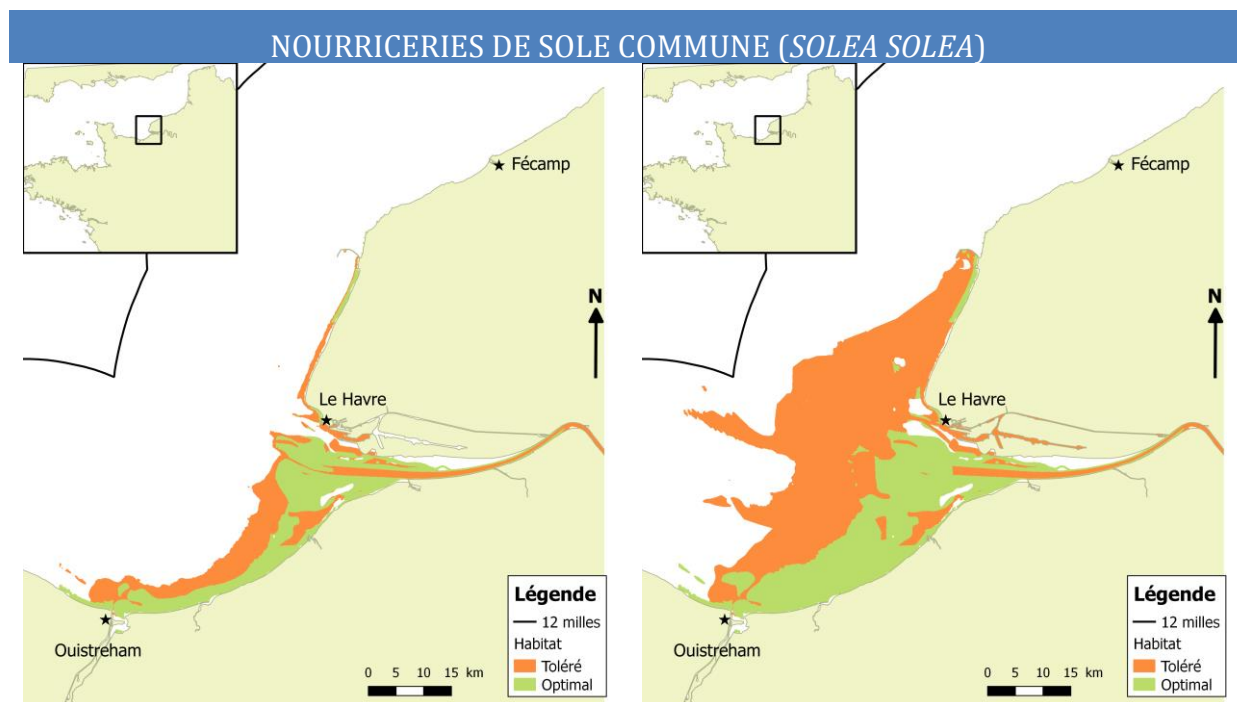 NOURRICERIES DE SOLE COMMUNE (SOLEA SOLEA)
Fécamp
N
Le Havre
Ouistreham
0 5 10 15 km
Légende
12 milles
Habitat
Toléré
Optimal
Fécamp
N
Le Havre
Ouistreham
0 5 10 15 km
Légende
12 milles
Habitat
Toléré
Optimal